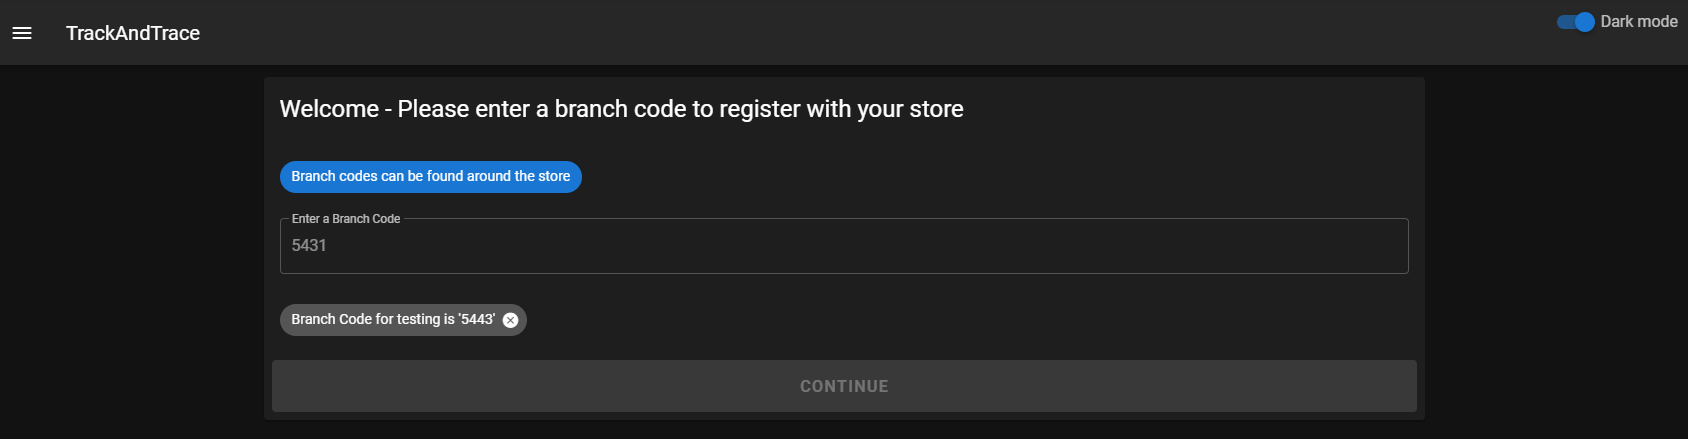 TrackAndTrace
Dark mode
Welcome - Please enter a branch code to register with your store
Branch codes can be found around the store
Enter a Branch Code
5431
Branch Code for testing is '5443'
CONTINUE